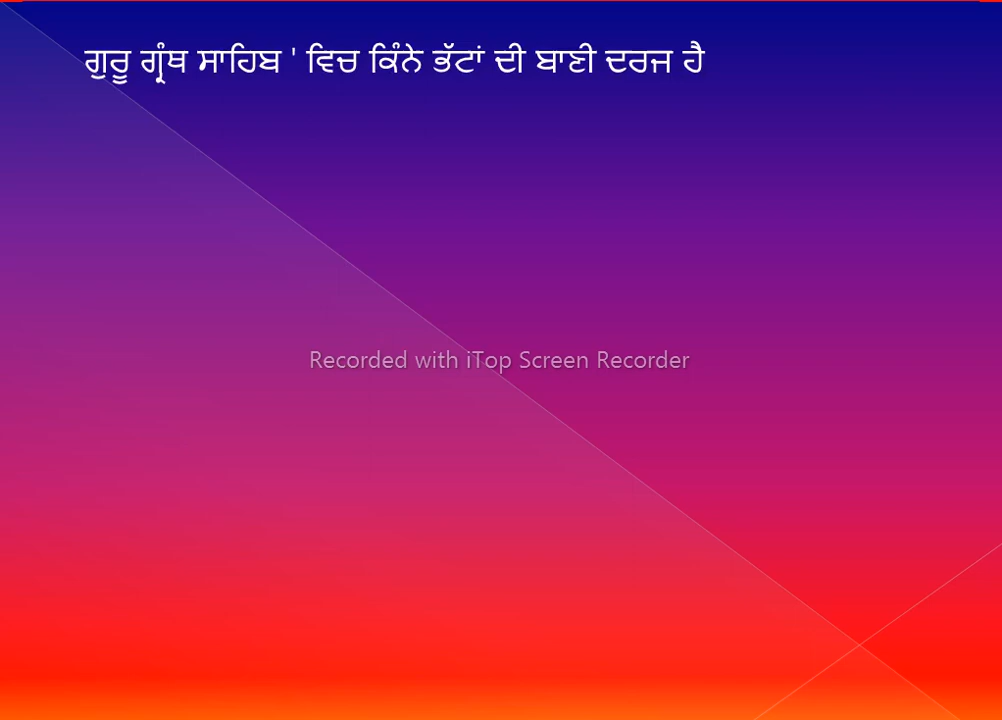 ਗੁਰੂ ਗ੍ਰੰਥ ਸਾਹਿਬ ' ਵਿਚ ਕਿੰਨੇ ਭੱਟਾਂ ਦੀ ਬਾਣੀ ਦਰਜ ਹੈ
Recorded with iTop Screen Recorder